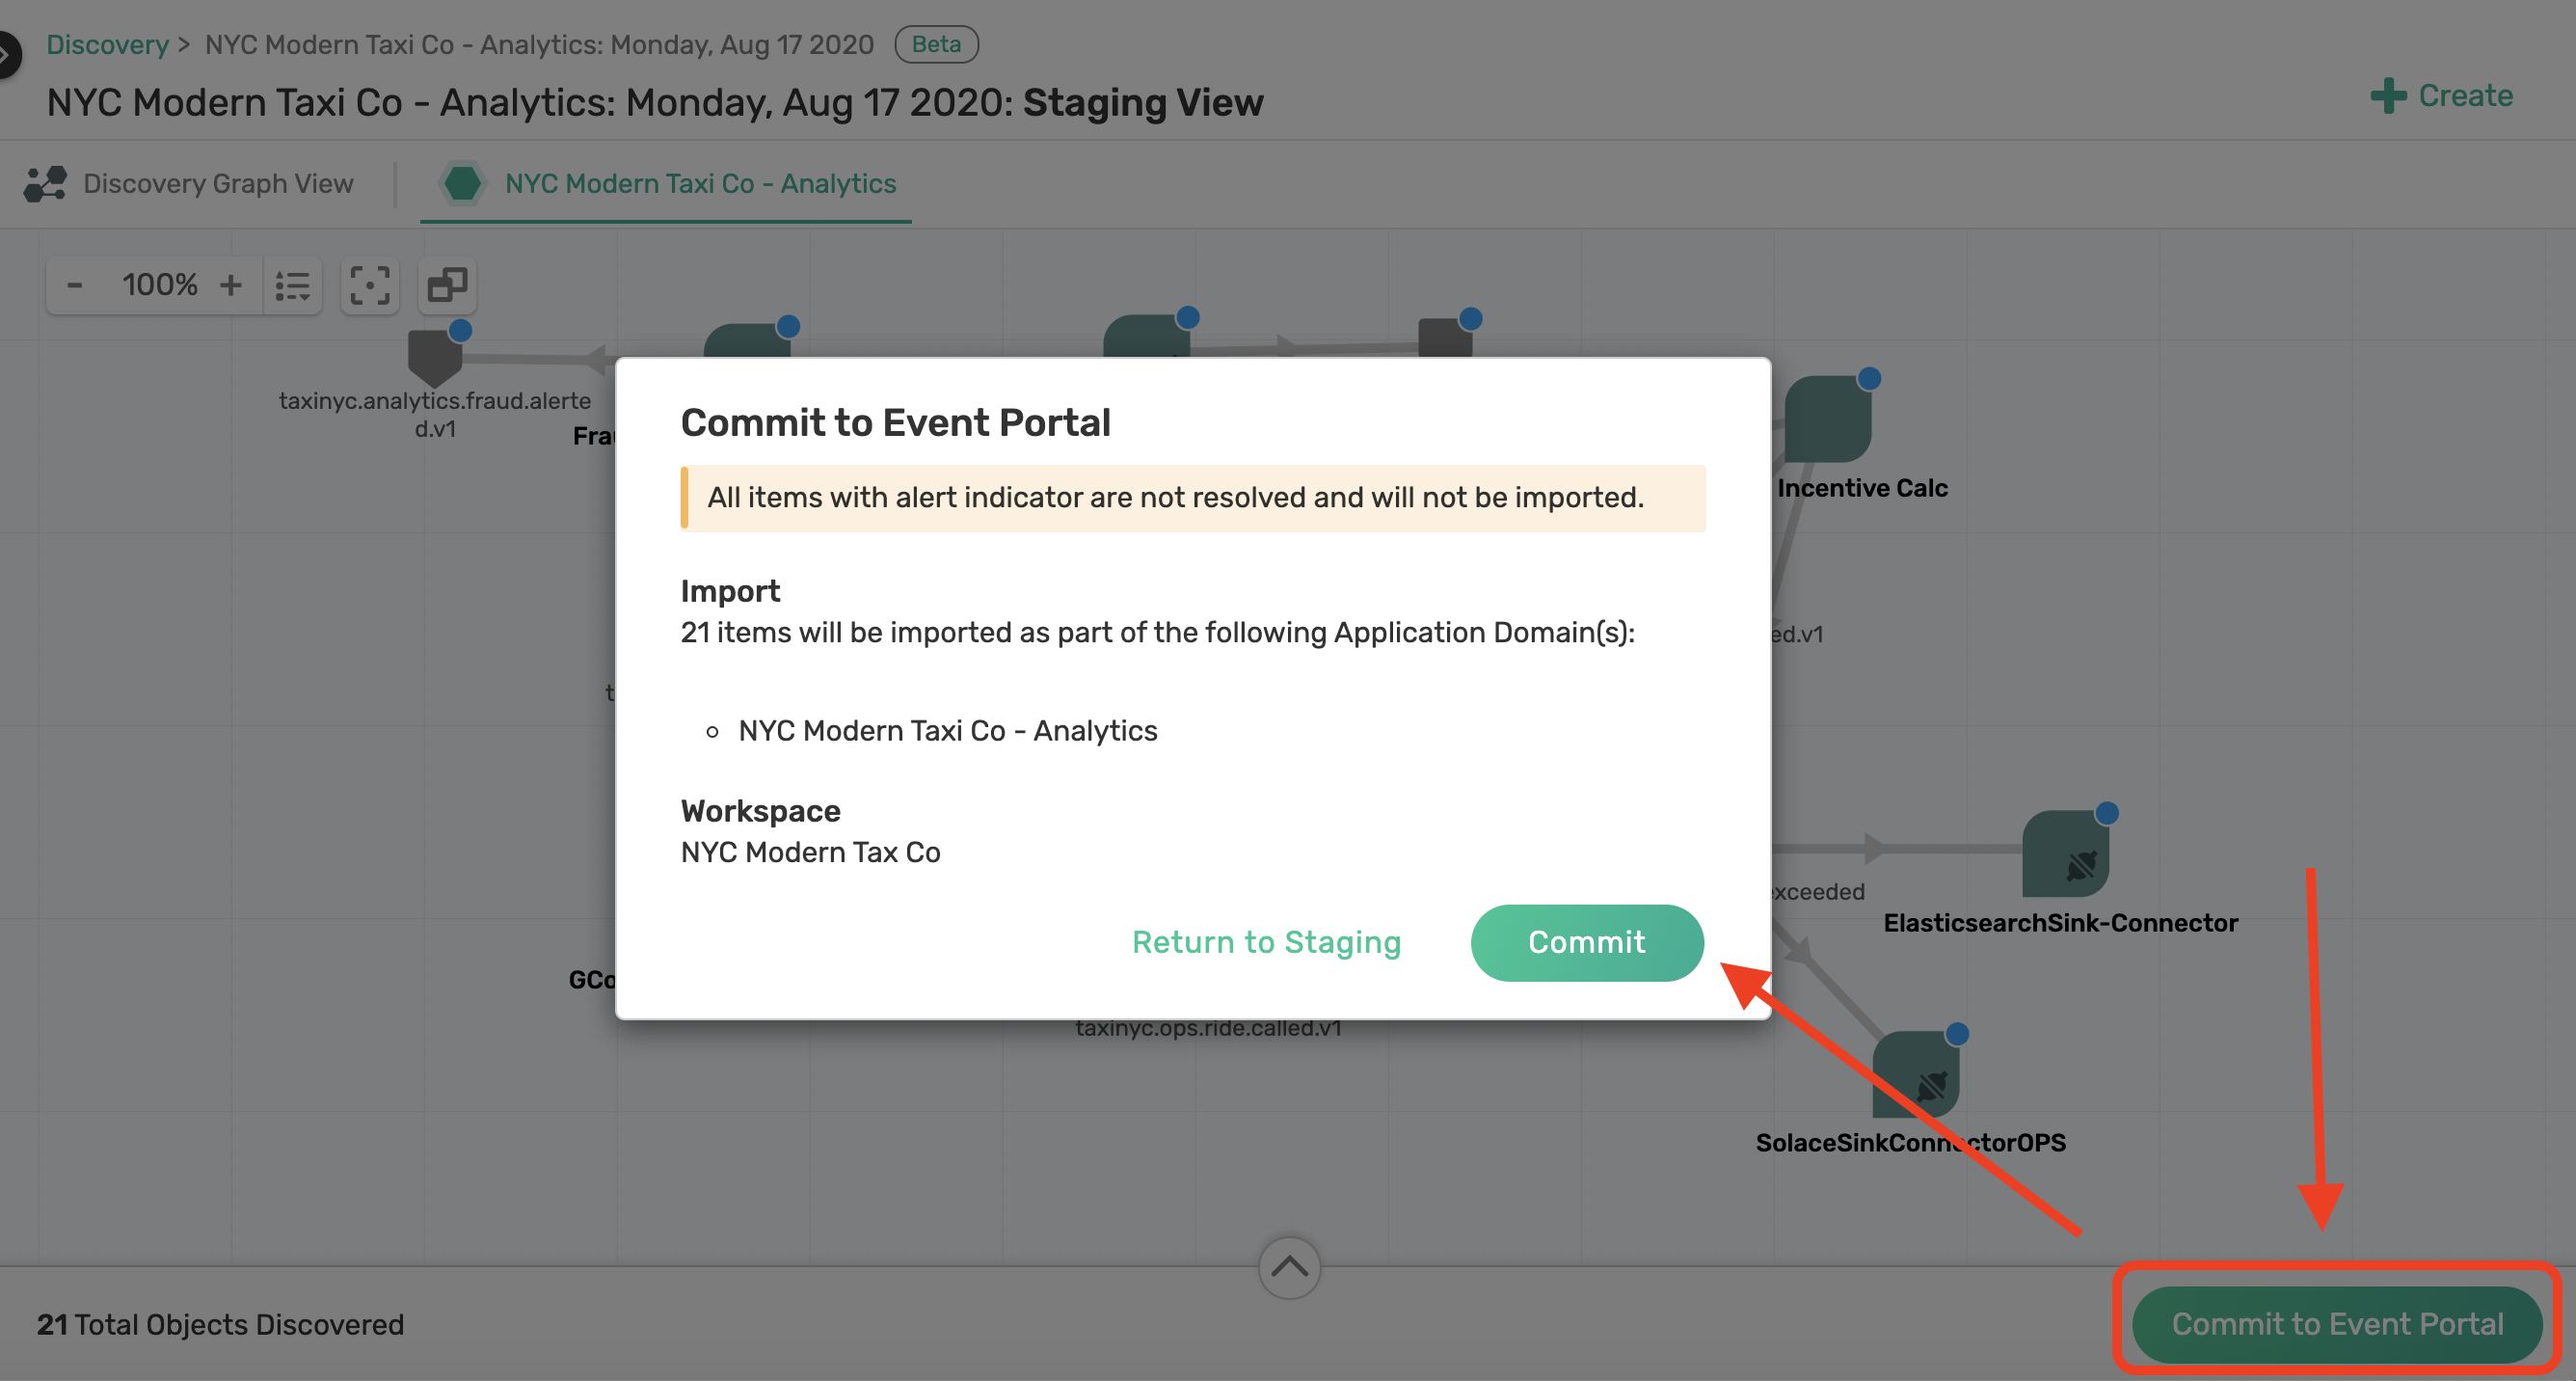 Discovery > NYC Modern Taxi Co - Analytics: Monday, Aug 17 2020 Beta
NYC Modern Taxi Co - Analytics: Monday, Aug 17 2020: Staging View
Create
Discovery Graph View
NYC Modern Taxi Co - Analytics
- 100% +
taxinyc.analytics.fraud.alerte
d.v1
Commit to Event Portal
All items with alert indicator are not resolved and will not be imported.
Incentive Calc
Import
21 items will be imported as part of the following Application Domain(s):
ed.v1
NYC Modern Taxi Co - Analytics
Workspace
NYC Modern Tax Co
exceeded
ElasticsearchSink-Connector
Return to Staging
Commit
taxinyc.ops.ride.called.v1
SolaceSinkConnectorOPS
21 Total Objects Discovered
Commit to Event Portal